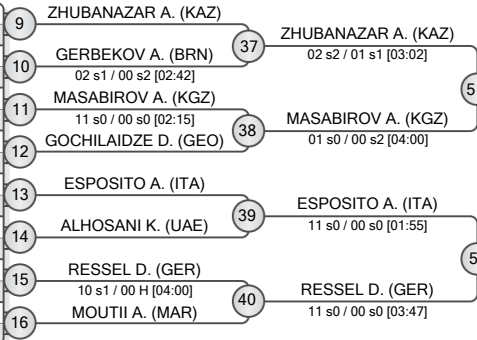 9
ZHUBANAZAR A. (KAZ)
10
GERBEKOV A. (BRN)
02 s1 / 00 s2 [02:42]
37
ZHUBANAZAR A. (KAZ)
02 s2 / 01 s1 [03:02]
11
MASABIROV A. (KGZ)
11 s0 / 00 s0 [02:15]
12
GOCHILAIDZE D. (GEO)
38
MASABIROV A. (KGZ)
01 s0 / 00 s2 [04:00]
5
13
ESPOSITO A. (ITA)
14
ALHOSANI K. (UAE)
39
ESPOSITO A. (ITA)
11 s0 / 00 s0 [01:55]
15
RESSEL D. (GER)
10 s1 / 00 H [04:00]
16
MOUTII A. (MAR)
40
RESSEL D. (GER)
11 s0 / 00 s0 [03:47]
5